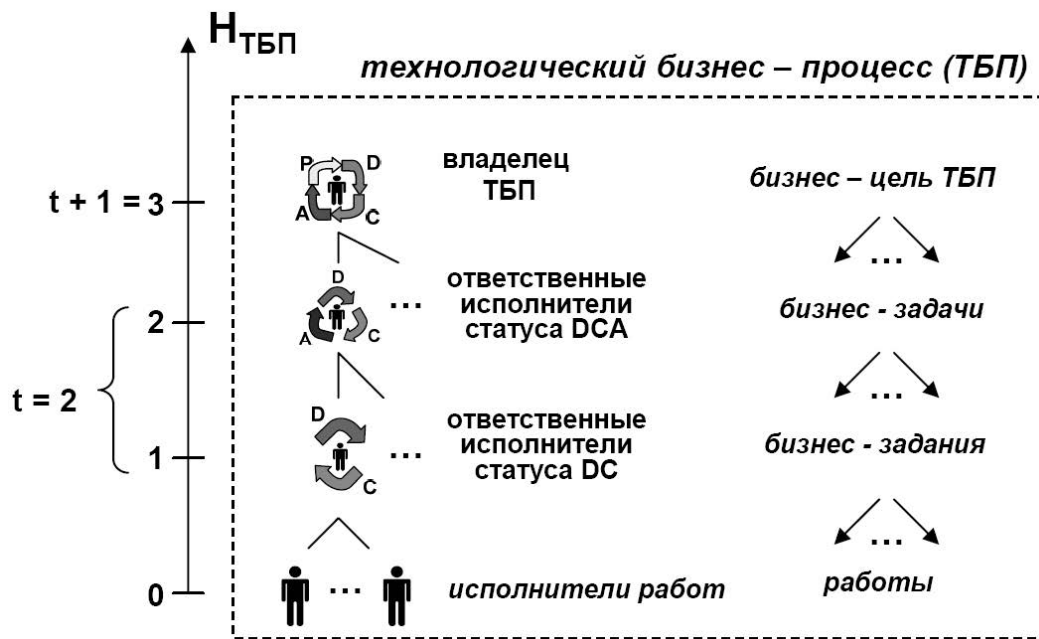 HТБП
технологический бизнес – процесс (ТБП)
P
D
A
C
владелец
ТБП
бизнес – цель ТБП
t + 1 = 3
...
D
A
C
...
ответственные
исполнители
статуса DCA
бизнес - задачи
2
t = 2
...
D
C
...
ответственные
исполнители
статуса DC
бизнес - задания
1
...
...
исполнители работ
работы
0